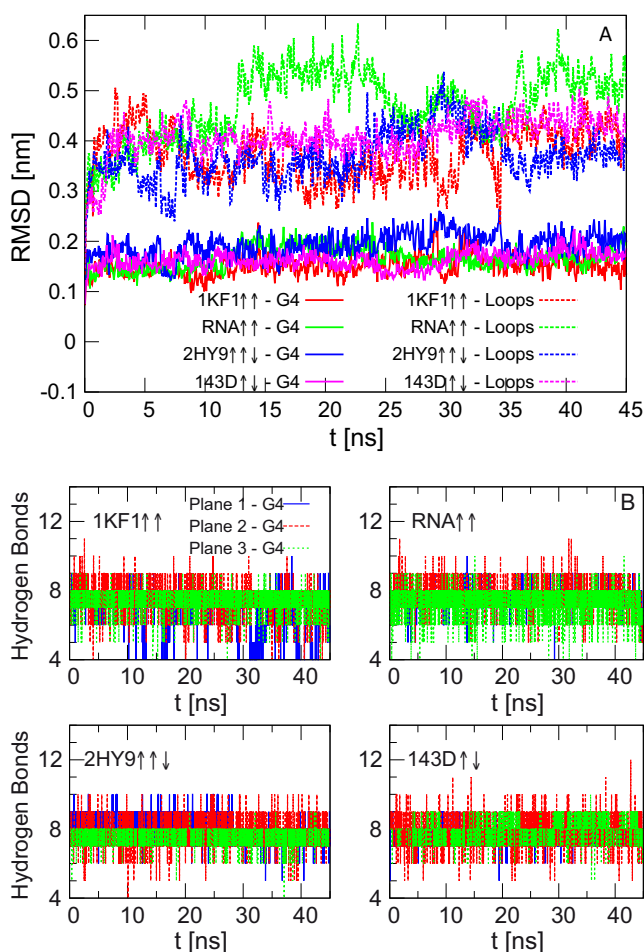 A
RMSD [nm]
0.6
0.5
0.4
0.3
0.2
0.1
0
-0.1
1KF1↑↑ - G4
1KF1↑↑ - Loops
RNA↑↑ - G4
RNA↑↑ - Loops
2HY9↑↑↓ - G4
2HY9↑↑↓ - Loops
143D↑↓ - G4
143D↑↓ - Loops
0 5 10 15 20 25 30 35 40 45
t [ns]
B
Hydrogen Bonds
12
8
4
1KF1↑↑
Plane 1 - G4
Plane 2 - G4
Plane 3 - G4
0 10 20 30 40
t [ns]
12
8
4
RNA↑↑
0 10 20 30 40
t [ns]
Hydrogen Bonds
12
8
4
2HY9↑↑↓
0 10 20 30 40
t [ns]
12
8
4
143D↑↓
0 10 20 30 40
t [ns]